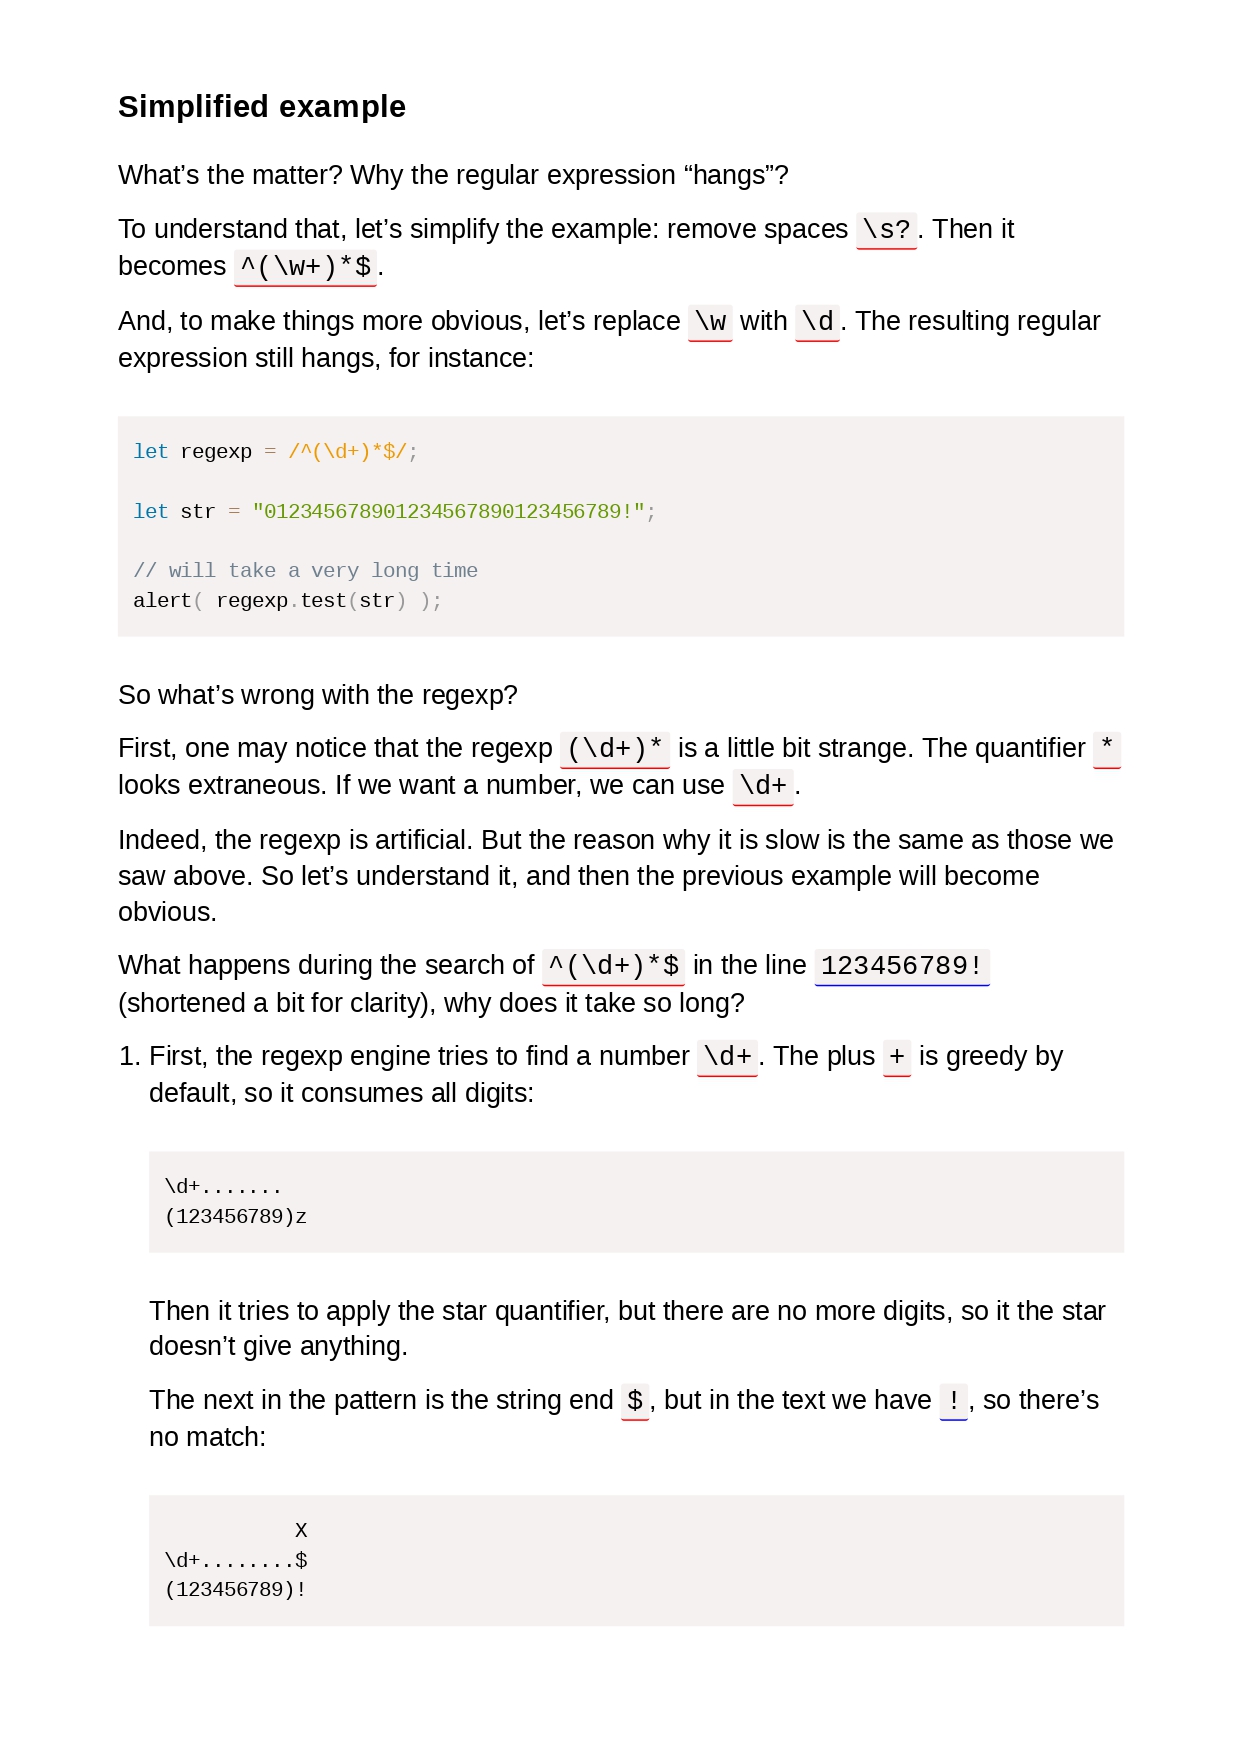 Simplified example
What’s the matter? Why the regular expression “hangs”?
To understand that, let’s simplify the example: remove spaces \s?. Then it
becomes ^(\w+)*$.
And, to make things more obvious, let’s replace \w with \d. The resulting regular
expression still hangs, for instance:
let regexp = /^(\d+)*$/;
let str = "012345678901234567890123456789!";
// will take a very long time
alert( regexp.test(str) );
So what’s wrong with the regexp?
First, one may notice that the regexp (\d+)* is a little bit strange. The quantifier *
looks extraneous. If we want a number, we can use \d+.
Indeed, the regexp is artificial. But the reason why it is slow is the same as those we
saw above. So let’s understand it, and then the previous example will become
obvious.
What happens during the search of ^(\d+)*$ in the line 123456789!
(shortened a bit for clarity), why does it take so long?
1. First, the regexp engine tries to find a number \d+. The plus + is greedy by
default, so it consumes all digits:
\d+.......
(123456789)z
Then it tries to apply the star quantifier, but there are no more digits, so it the star
doesn’t give anything.
The next in the pattern is the string end $, but in the text we have !, so there’s
no match:
X
\d+........$
(123456789)!